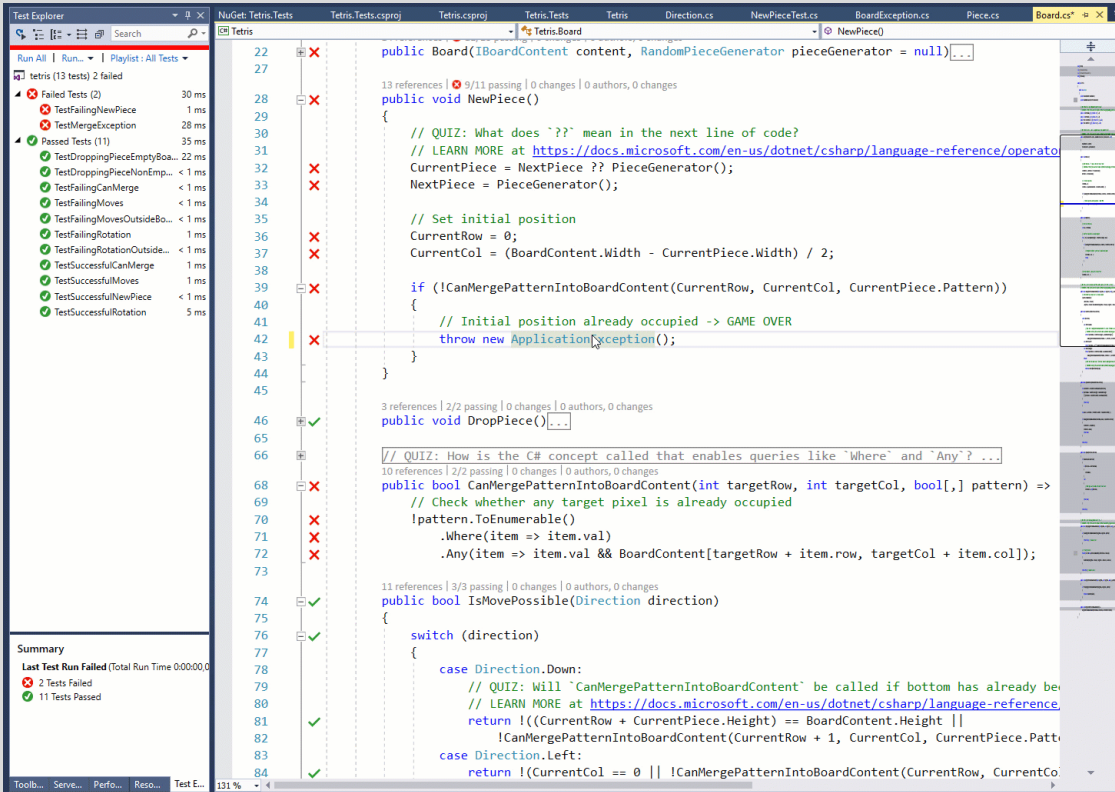 Test Explorer
Search
Run All | Run... | Playlist : All Tests
tetris (13 tests) 2 failed
Failed Tests (2) 30 ms
TestFailingNewPiece 1 ms
TestMergeException 28 ms
Passed Tests (11) 35 ms
TestDroppingPieceEmptyBoa... 22 ms
TestDroppingPieceNonEmp... < 1 ms
TestFailingCanMerge < 1 ms
TestFailingMoves < 1 ms
TestFailingMovesOutsideBo... < 1 ms
TestFailingRotation < 1 ms
TestFailingRotationOutside... < 1 ms
TestSuccessfulCanMerge 1 ms
TestSuccessfulMoves 1 ms
TestSuccessfulNewPiece < 1 ms
TestSuccessfulRotation 5 ms
Summary
Last Test Run Failed (Total Run Time 0:00:00,0
2 Tests Failed
11 Tests Passed
Toolb... Serve... Perfo... Reso... Test E...
NuGet: Tetris.Tests Tetris.Tests.csproj Tetris.csproj Tetris.Tests Tetris Direction.cs NewPieceTest.cs BoardException.cs Piece.cs Board.cs*
Tetris Tetris.Board NewPiece()
22 public Board(IBoardContent content, RandomPieceGenerator pieceGenerator = null)...
27
13 references | 9/11 passing | 0 changes | 0 authors, 0 changes
28 public void NewPiece()
29 {
30 // QUIZ: What does `??` mean in the next line of code?
31 // LEARN MORE at https://docs.microsoft.com/en-us/dotnet/csharp/language-reference/operator
32 CurrentPiece = NextPiece ?? PieceGenerator();
33 NextPiece = PieceGenerator();
34
35 // Set initial position
36 CurrentRow = 0;
37 CurrentCol = (BoardContent.Width - CurrentPiece.Width) / 2;
38
39 if (!CanMergePatternIntoBoardContent(CurrentRow, CurrentCol, CurrentPiece.Pattern))
40 {
41 // Initial position already occupied -> GAME OVER
42 throw new ApplicationException();
43 }
44 }
45
3 references | 2/2 passing | 0 changes | 0 authors, 0 changes
46 public void DropPiece()...
65
66 // QUIZ: How is the C# concept called that enables queries like `Where` and `Any`? ...
10 references | 2/2 passing | 0 changes | 0 authors, 0 changes
68 public bool CanMergePatternIntoBoardContent(int targetRow, int targetCol, bool[,] pattern) =>
69 // Check whether any target pixel is already occupied
70 !pattern.ToEnumerable()
71 .Where(item => item.val)
72 .Any(item => item.val && BoardContent[targetRow + item.row, targetCol + item.col]);
73
11 references | 3/3 passing | 0 changes | 0 authors, 0 changes
74 public bool IsMovePossible(Direction direction)
75 {
76 switch (direction)
77 {
78 case Direction.Down:
79 // QUIZ: Will `CanMergePatternIntoBoardContent` be called if bottom has already be
80 // LEARN MORE at https://docs.microsoft.com/en-us/dotnet/csharp/language-reference/
81 return !((CurrentRow + CurrentPiece.Height) == BoardContent.Height ||
82 !CanMergePatternIntoBoardContent(CurrentRow + 1, CurrentCol, CurrentPiece.Patt
83 case Direction.Left:
84 return !(CurrentCol == 0 || !CanMergePatternIntoBoardContent(CurrentRow, CurrentCo
131 %